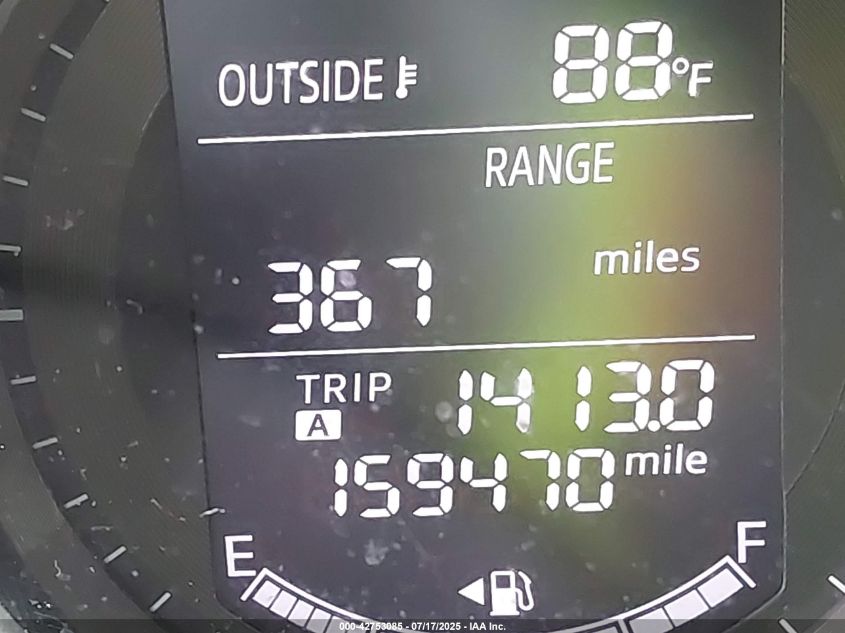 OUTSIDE 88°F
RANGE
367 miles
TRIP A 1413.0
159470 mile
E F
000-42753085 - 07/17/2025 - IAA Inc.